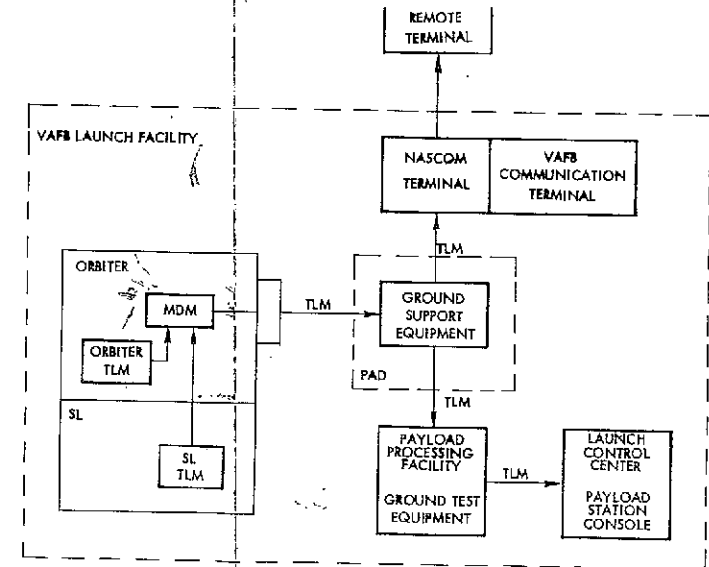 REMOTE
TERMINAL
VAFB LAUNCH FACILITY
NASCOM
TERMINAL
VAFB
COMMUNICATION
TERMINAL
TLM
ORBITER
MDM
ORBITER
TLM
TLM
GROUND
SUPPORT
EQUIPMENT
PAD
TLM
SL
SL
TLM
PAYLOAD
PROCESSING
FACILITY
GROUND TEST
EQUIPMENT
TLM
LAUNCH
CONTROL
CENTER
PAYLOAD
STATION
CONSOLE